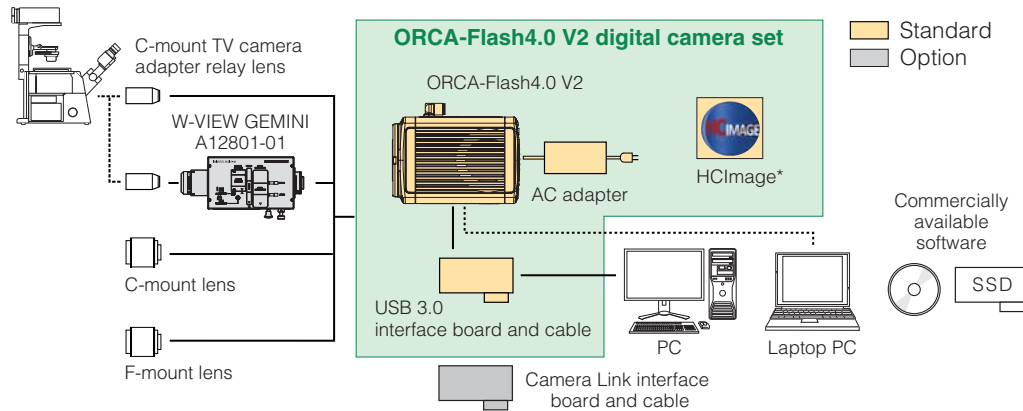 ORCA-Flash4.0 V2 digital camera set
Standard
Option
C-mount TV camera
adapter relay lens
ORCA-Flash4.0 V2
W-VIEW GEMINI
A12801-01
HCIMAGE
AC adapter
HCImage*
Commercially
available
software
C-mount lens
SSD
USB 3.0
interface board and cable
PC
Laptop PC
F-mount lens
Camera Link interface
board and cable